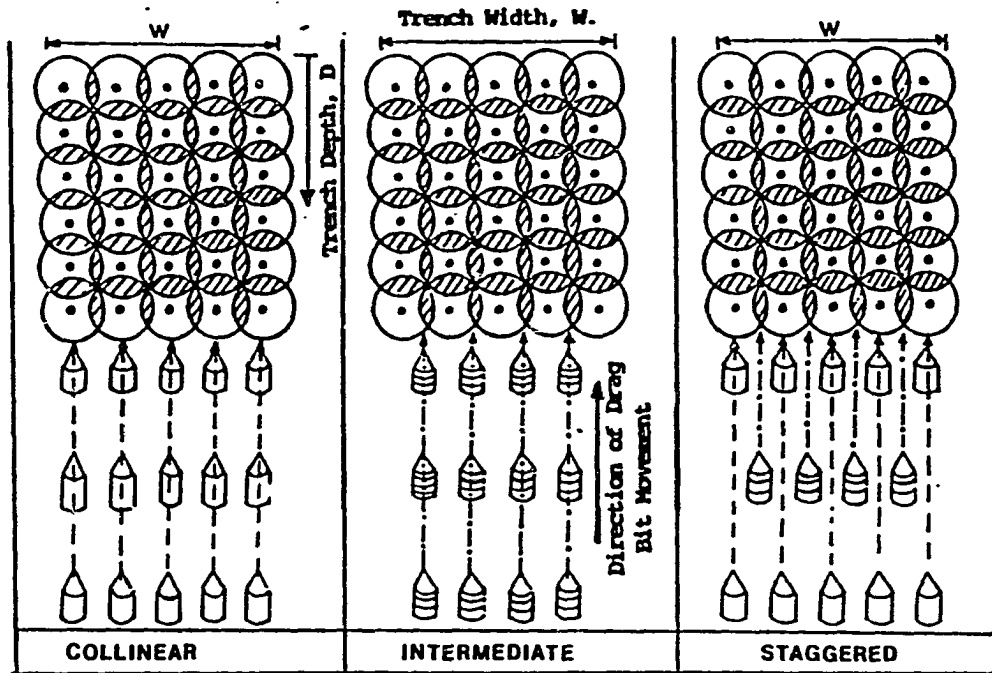 Trench Width, W.
W
W
Trench Depth, D
Direction of Drag
Bit Movement
COLLINEAR
INTERMEDIATE
STAGGERED